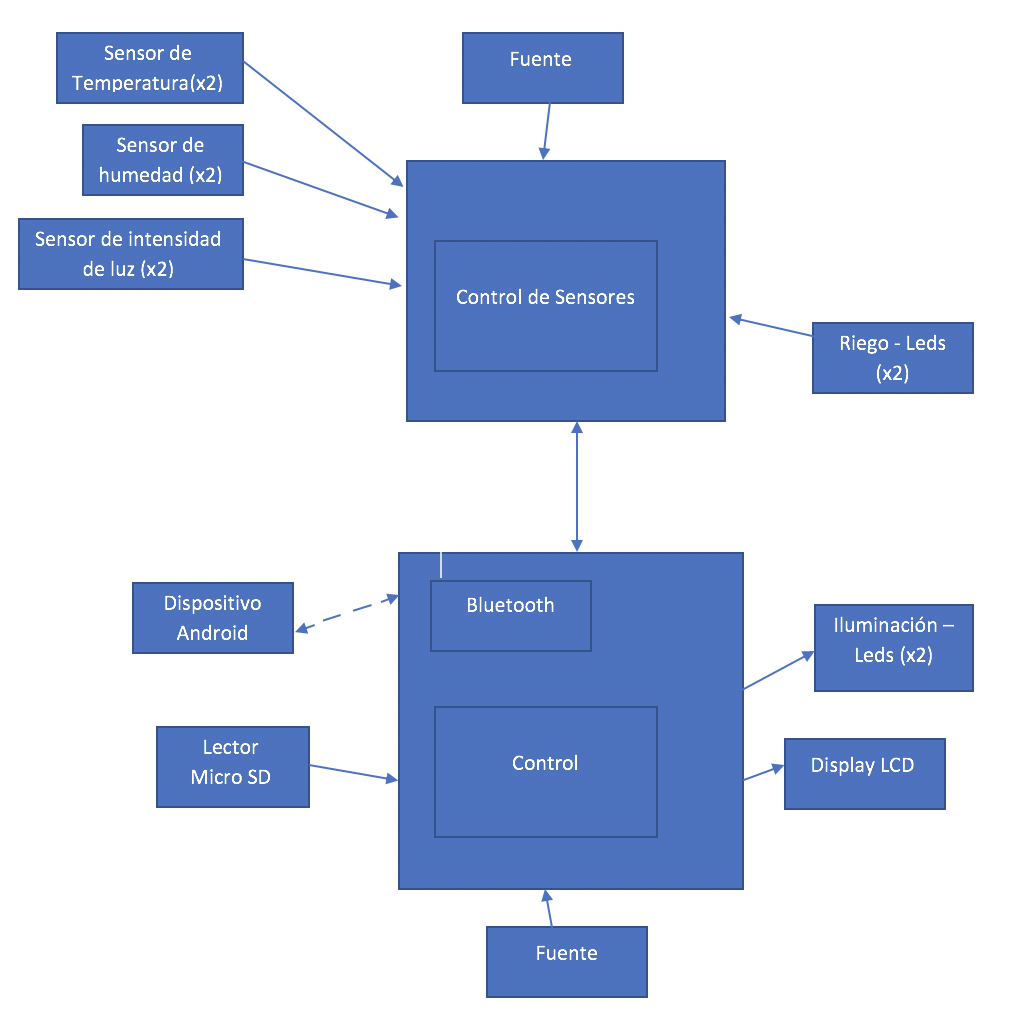 Sensor de
Temperatura(x2)
Fuente
Sensor de
humedad (x2)
Sensor de intensidad
de luz (x2)
Control de Sensores
Riego - Leds
(x2)
Dispositivo
Android
Bluetooth
Iluminación –
Leds (x2)
Lector
Micro SD
Control
Display LCD
Fuente